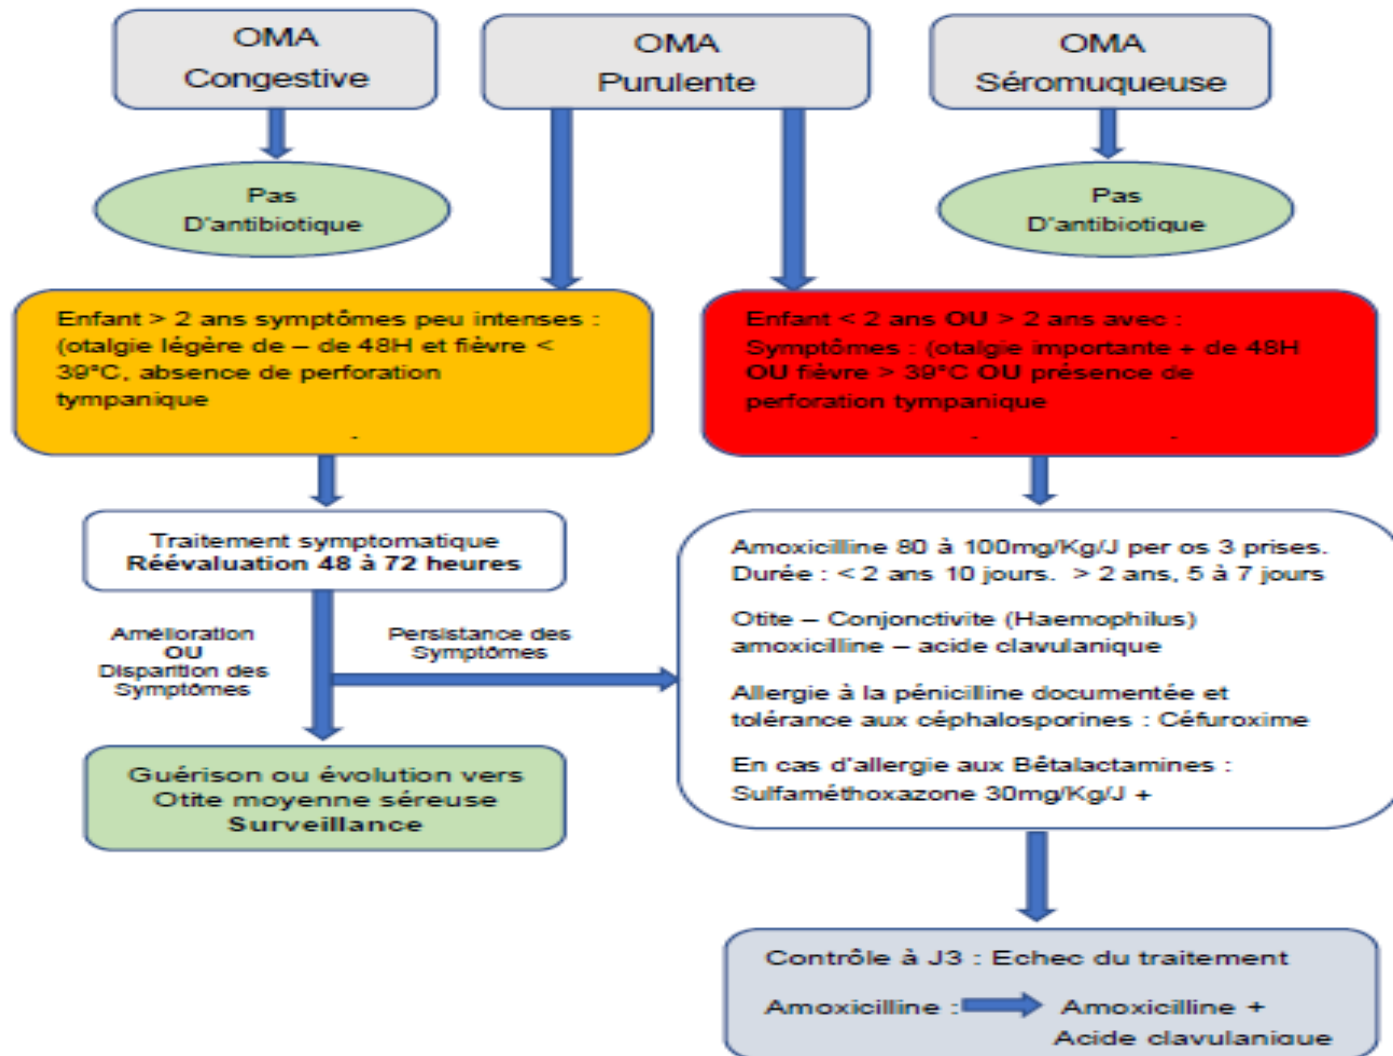 OMA
Congestive
OMA
Purulente
OMA
Séromuqueuse
Pas
D'antibiotique
Pas
D'antibiotique
Enfant > 2 ans symptômes peu intenses :
(otalgie légère de – de 48H et fièvre <
39°C, absence de perforation
tympanique
Enfant < 2 ans OU > 2 ans avec :
Symptômes : (otalgie importante + de 48H
OU fièvre > 39°C OU présence de
perforation tympanique
Traitement symptomatique
Réévaluation 48 à 72 heures
Amélioration
OU
Disparition des
Symptômes
Persistance des
Symptômes
Guérison ou évolution vers
Otite moyenne séreuse
Surveillance
Amoxicilline 80 à 100mg/Kg/J per os 3 prises.
Durée : < 2 ans 10 jours. > 2 ans, 5 à 7 jours
Otite – Conjonctivite (Haemophilus)
amoxicilline – acide clavulanique
Allergie à la pénicilline documentée et
tolérance aux céphalosporines : Céfuroxime
En cas d'allergie aux Bêtalactamines :
Sulfaméthoxazone 30mg/Kg/J +
Contrôle à J3 : Echec du traitement
Amoxicilline : Amoxicilline +
Acide clavulanique